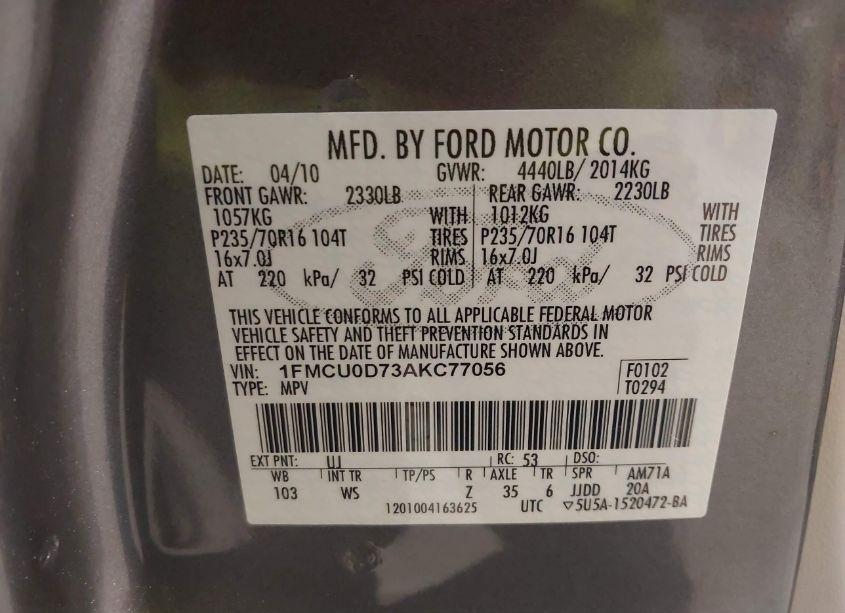 MFD. BY FORD MOTOR CO.
DATE: 04/10 GVWR: 4440LB/ 2014KG
FRONT GAWR: 2330LB REAR GAWR: 2230LB
1057KG WITH 1012KG WITH
P235/70R16 104T TIRES P235/70R16 104T TIRES
16x7.0J RIMS 16x7.0J RIMS
AT 220 kPa/ 32 PSI COLD AT 220 kPa/ 32 PSI COLD
THIS VEHICLE CONFORMS TO ALL APPLICABLE FEDERAL MOTOR
VEHICLE SAFETY AND THEFT PREVENTION STANDARDS IN
EFFECT ON THE DATE OF MANUFACTURE SHOWN ABOVE.
VIN: 1FMCU0D73AKC77056 F0102
TYPE: MPV T0294
EXT PNT: UJ RC: 53 DSO:
WB INT TR TP/PS R AXLE TR SPR AM71A
103 WS Z 35 6 JJDD 20A
1201004163625 UTC ▽5U5A-1520472-BA